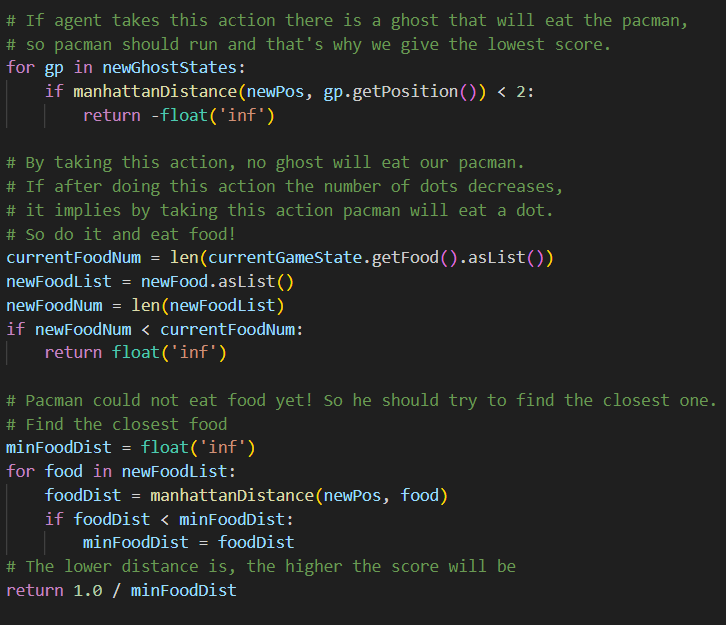 # If agent takes this action there is a ghost that will eat the pacman,
# so pacman should run and that's why we give the lowest score.
for gp in newGhostStates:
    if manhattanDistance(newPos, gp.getPosition()) < 2:
        return -float('inf')

# By taking this action, no ghost will eat our pacman.
# If after doing this action the number of dots decreases,
# it implies by taking this action pacman will eat a dot.
# So do it and eat food!
currentFoodNum = len(currentGameState.getFood().asList())
newFoodList = newFood.asList()
newFoodNum = len(newFoodList)
if newFoodNum < currentFoodNum:
    return float('inf')

# Pacman could not eat food yet! So he should try to find the closest one.
# Find the closest food
minFoodDist = float('inf')
for food in newFoodList:
    foodDist = manhattanDistance(newPos, food)
    if foodDist < minFoodDist:
        minFoodDist = foodDist
# The lower distance is, the higher the score will be
return 1.0 / minFoodDist